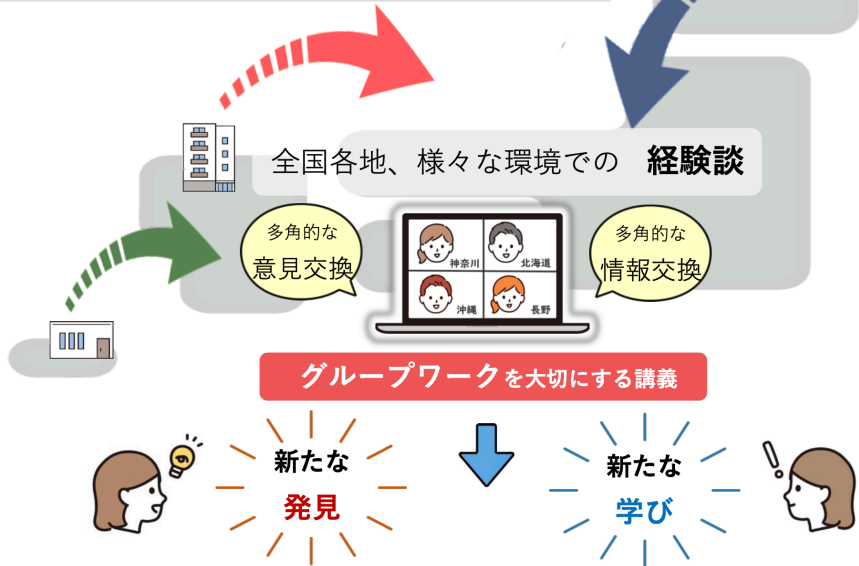 全国各地、様々な環境での 経験談
多角的な
意見交換
多角的な
情報交換
神奈川
北海道
沖縄
長野
グループワークを大切にする講義
新たな
発見
新たな
学び